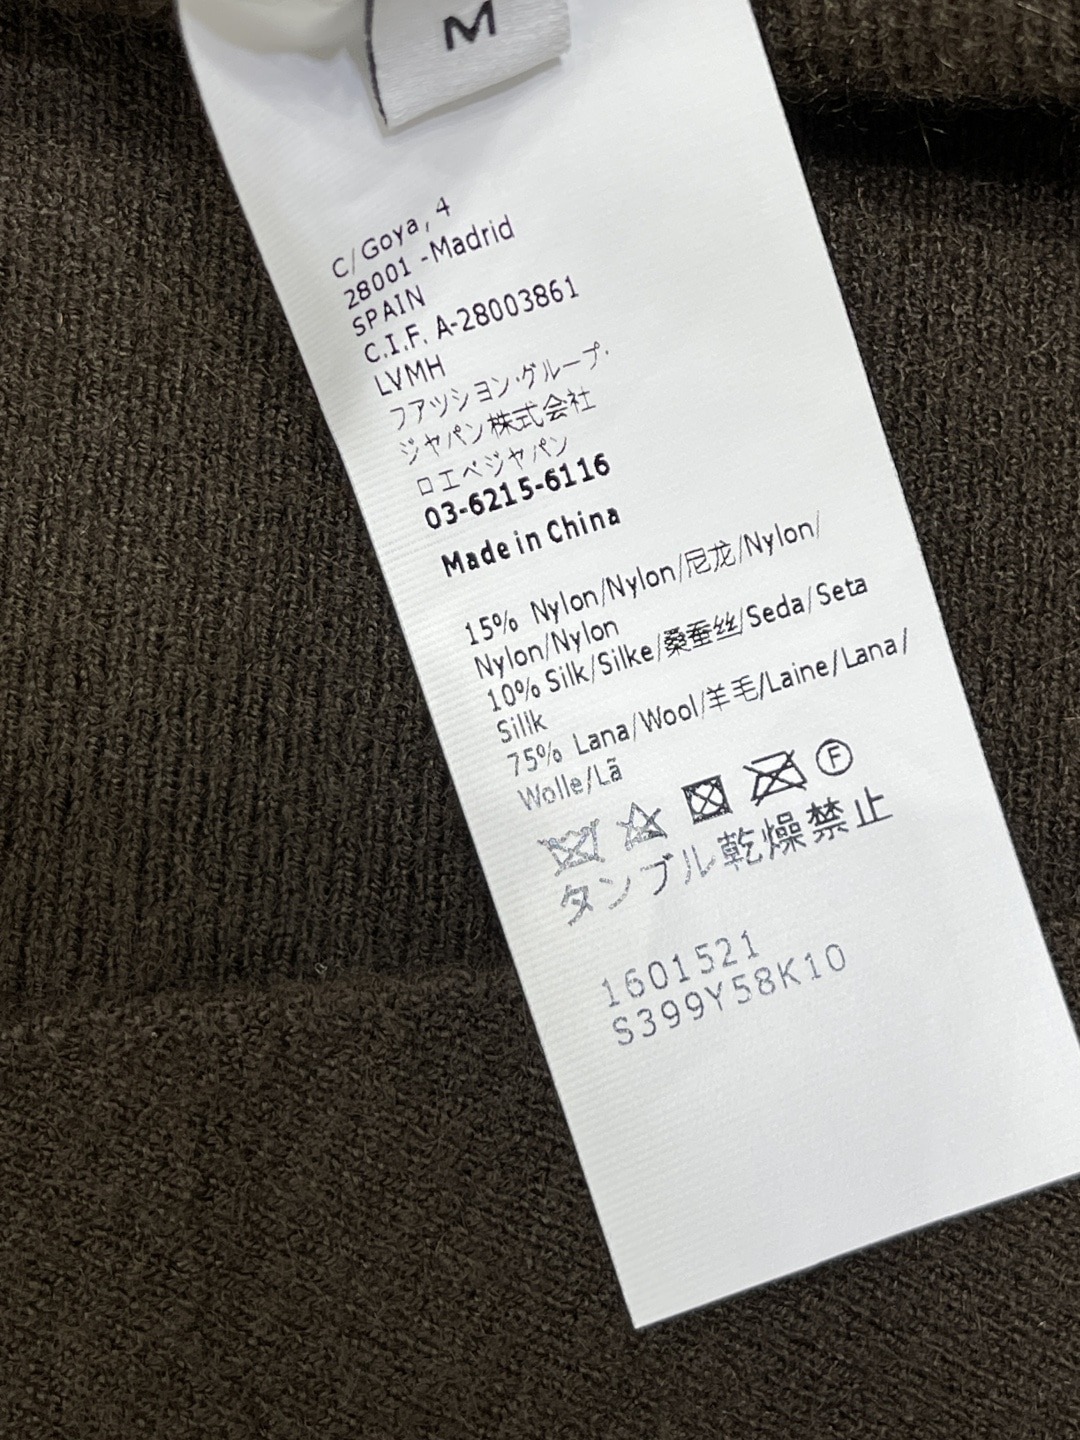 M
C/Goya, 4
28001 -Madrid
SPAIN
C.I.F. A-28003861
LVMH
フアツション·グループ·
ジャパン株式会社
ロエベジャパン
03-6215-6116
Made in China
15% Nylon/Nylon/尼龙/Nylon/
Nylon/Nylon
10% Silk/Silke/桑蚕丝/Seda/Seta
Sillk
75% Lana/Wool/羊毛/Laine/Lana/
Wolle/Lã
F
タンブル乾燥禁止
1601521
S399Y58K10